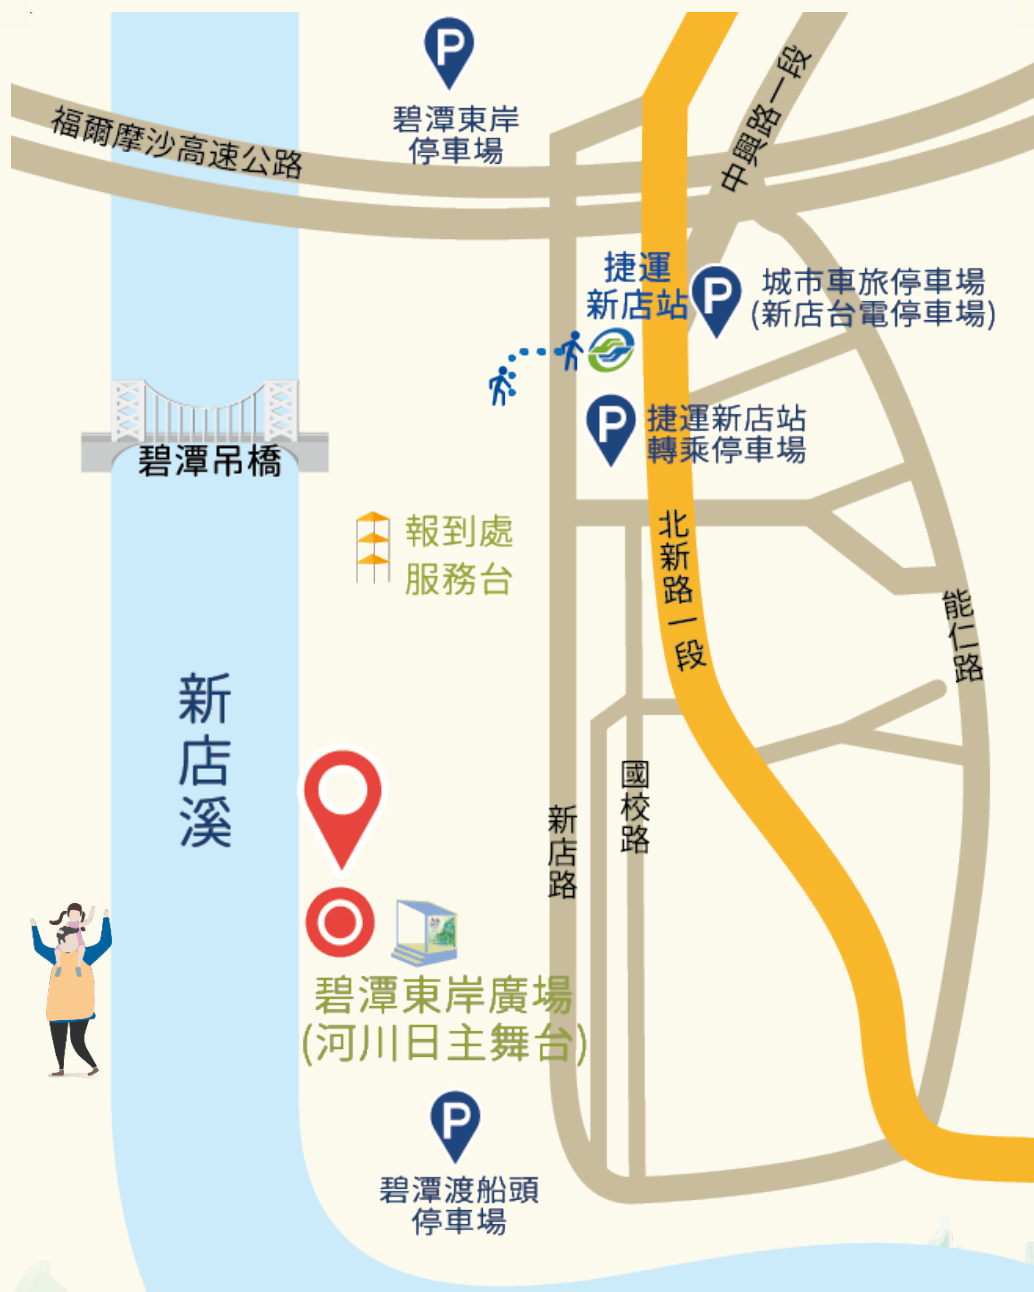 P
碧潭東岸
停車場
中興路一段
福爾摩沙高速公路
捷運
新店站
P
城市車旅停車場
(新店台電停車場)
P
捷運新店站
轉乘停車場
碧潭吊橋
報到處
服務台
北新路一段
能仁路
新店溪
國校路
新店路
碧潭東岸廣場
(河川日主舞台)
P
碧潭渡船頭
停車場